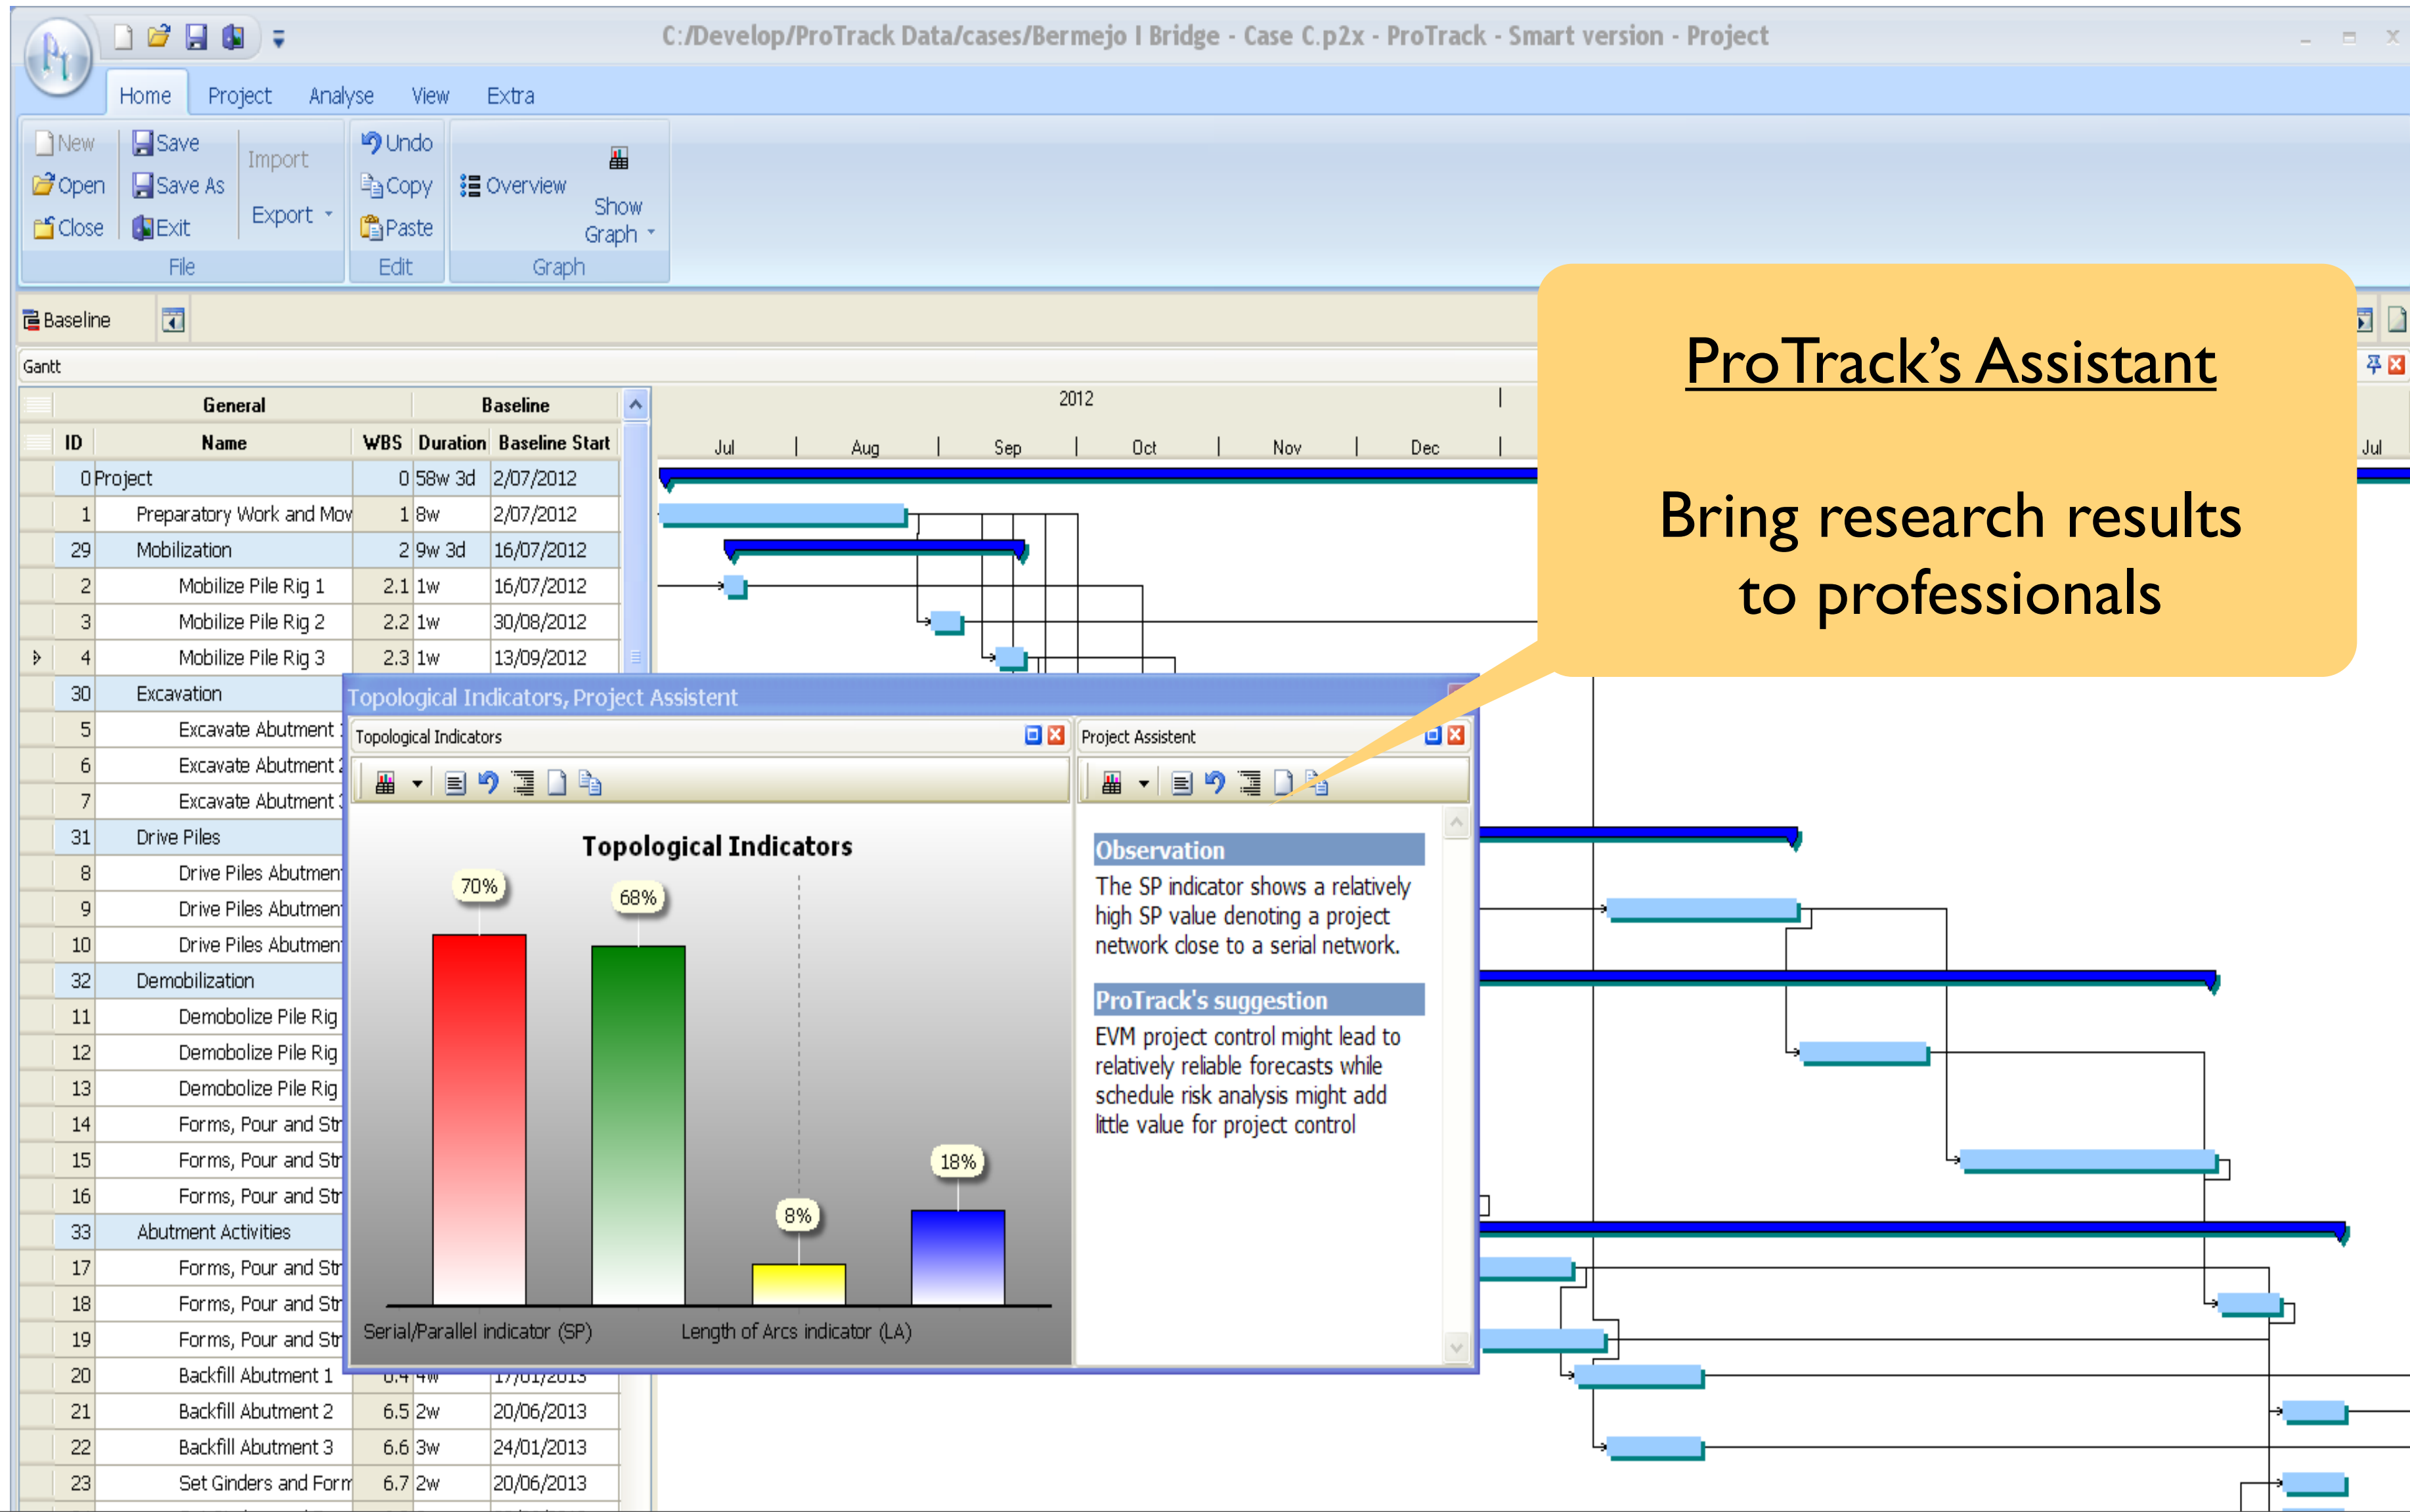 C:/Develop/ProTrack Data/cases/Bermejo I Bridge - Case C.p2x - ProTrack - Smart version - Project
Home Project Analyse View Extra
New Save Import Undo
Open Save As Copy Overview Show Graph
Close Exit Export Paste
File Edit Graph
Baseline
Gantt
ProTrack's Assistant
Bring research results
to professionals
General Baseline 2012
ID Name WBS Duration Baseline Start Jul Aug Sep Oct Nov Dec Jul
0 Project 0 58w 3d 2/07/2012
1 Preparatory Work and Mov 1 8w 2/07/2012
29 Mobilization 2 9w 3d 16/07/2012
2 Mobilize Pile Rig 1 2.1 1w 16/07/2012
3 Mobilize Pile Rig 2 2.2 1w 30/08/2012
4 Mobilize Pile Rig 3 2.3 1w 13/09/2012
30 Excavation
5 Excavate Abutment
6 Excavate Abutment
7 Excavate Abutment
31 Drive Piles
8 Drive Piles Abutmen
9 Drive Piles Abutmen
10 Drive Piles Abutmen
32 Demobilization
11 Demobolize Pile Rig
12 Demobolize Pile Rig
13 Demobolize Pile Rig
14 Forms, Pour and Str
15 Forms, Pour and Str
16 Forms, Pour and Str
33 Abutment Activities
17 Forms, Pour and Str
18 Forms, Pour and Str
19 Forms, Pour and Str
20 Backfill Abutment 1 4w 17/01/2013
21 Backfill Abutment 2 6.5 2w 20/06/2013
22 Backfill Abutment 3 6.6 3w 24/01/2013
23 Set Ginders and Form 6.7 2w 20/06/2013
Topological Indicators, Project Assistent
Topological Indicators
Topological Indicators
70%
68%
8%
18%
Serial/Parallel indicator (SP) Length of Arcs indicator (LA)
Project Assistent
Observation
The SP indicator shows a relatively
high SP value denoting a project
network close to a serial network.
ProTrack's suggestion
EVM project control might lead to
relatively reliable forecasts while
schedule risk analysis might add
little value for project control